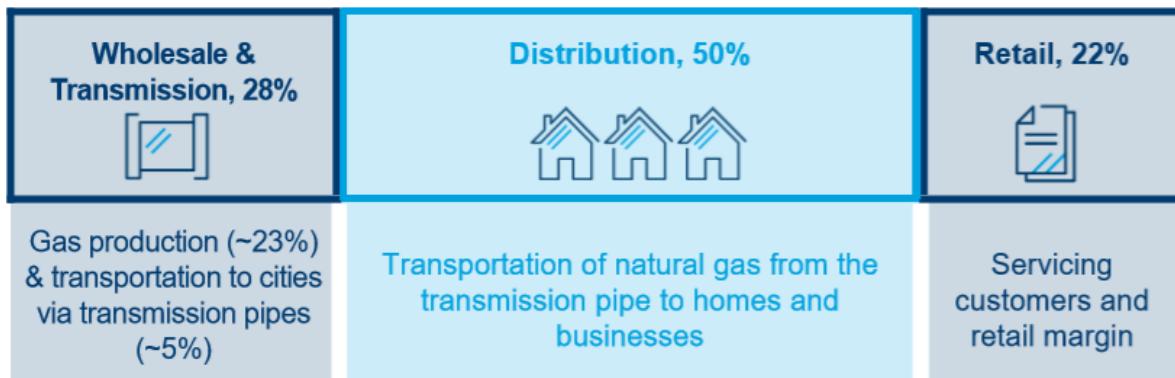 Wholesale &
Transmission, 28%
Distribution, 50%
Retail, 22%
Gas production (~23%)
& transportation to cities
via transmission pipes
(~5%)
Transportation of natural gas from the
transmission pipe to homes and
businesses
Servicing
customers and
retail margin